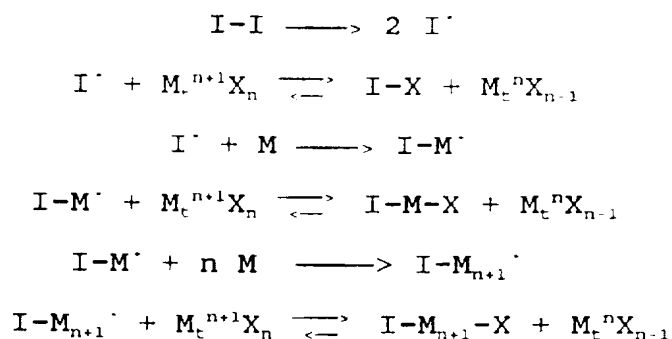 I-I ⟶ 2 I˙
I˙ + Mₜⁿ⁺¹Xₙ ⇌ I-X + MₜⁿXₙ₋₁
I˙ + M ⟶ I-M˙
I-M˙ + Mₜⁿ⁺¹Xₙ ⇌ I-M-X + MₜⁿXₙ₋₁
I-M˙ + n M ⟶ I-Mₙ₊₁˙
I-Mₙ₊₁˙ + Mₜⁿ⁺¹Xₙ ⇌ I-Mₙ₊₁-X + MₜⁿXₙ₋₁